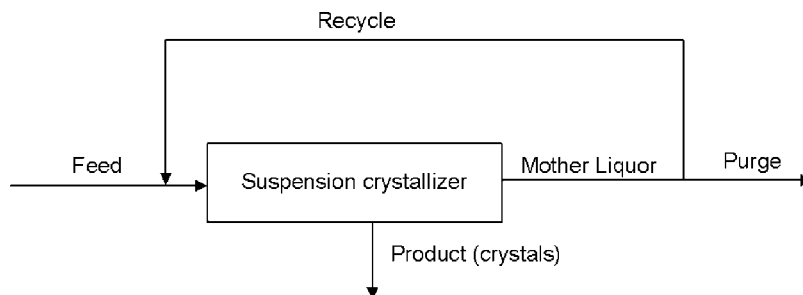 Recycle
Feed
Suspension crystallizer
Mother Liquor
Purge
Product (crystals)